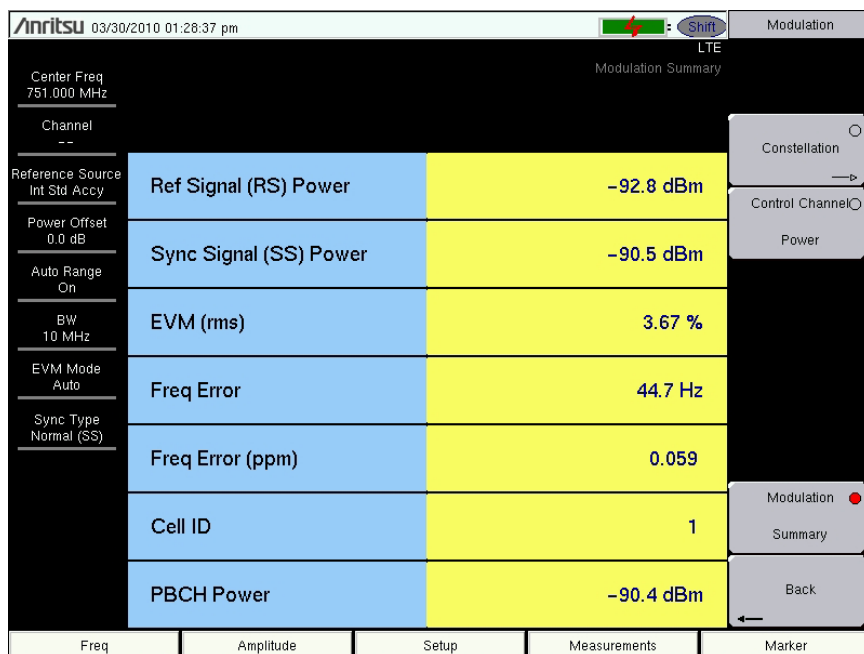 Anritsu 03/30/2010 01:28:37 pm
Shift
Modulation
LTE
Modulation Summary
Center Freq
751.000 MHz
Channel
--
Reference Source
Int Std Accy
Power Offset
0.0 dB
Auto Range
On
BW
10 MHz
EVM Mode
Auto
Sync Type
Normal (SS)
Ref Signal (RS) Power -92.8 dBm
Sync Signal (SS) Power -90.5 dBm
EVM (rms) 3.67 %
Freq Error 44.7 Hz
Freq Error (ppm) 0.059
Cell ID 1
PBCH Power -90.4 dBm
Constellation
Control Channel
Power
Modulation
Summary
Back
Freq Amplitude Setup Measurements Marker